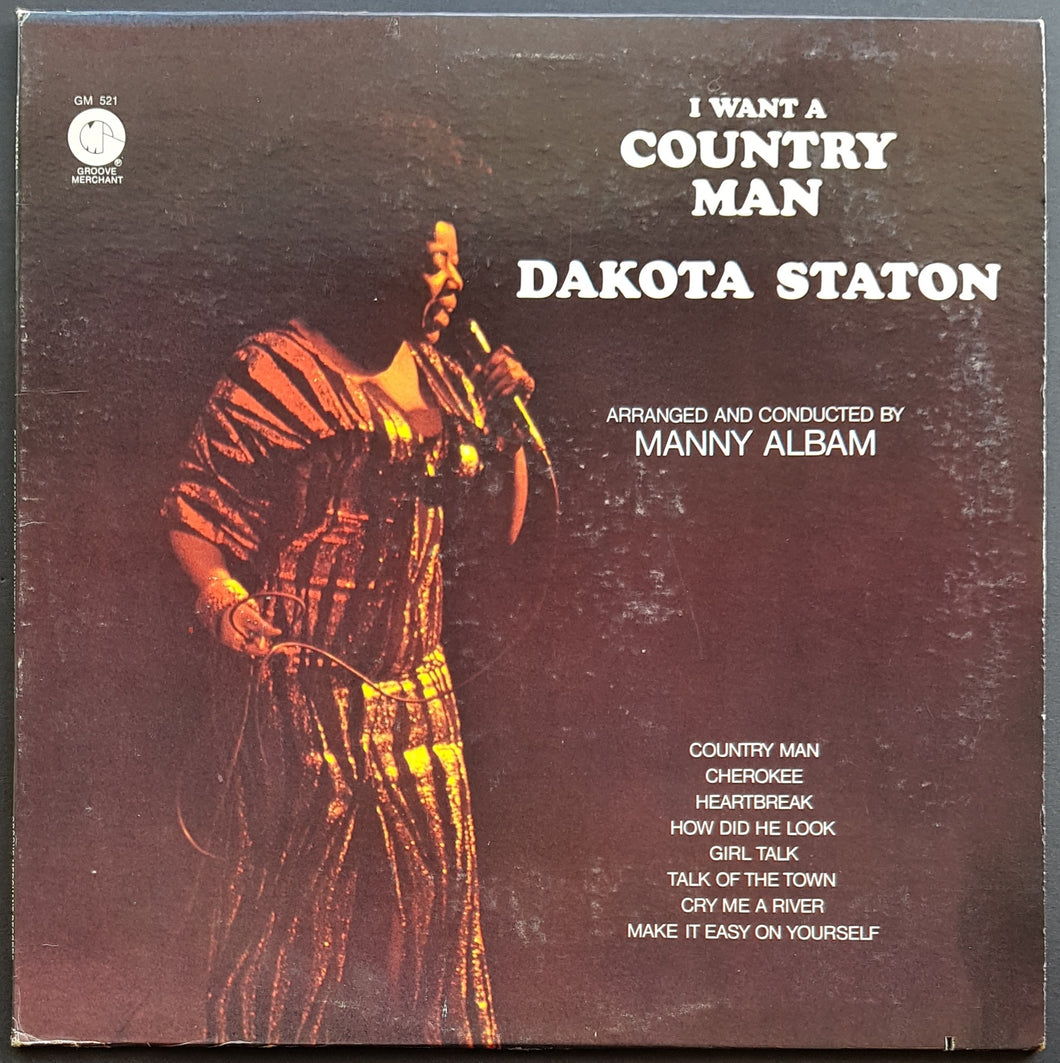 GM 521
GROOVE
MERCHANT
®
I WANT A
COUNTRY
MAN
DAKOTA STATON
ARRANGED AND CONDUCTED BY
MANNY ALBAM
COUNTRY MAN
CHEROKEE
HEARTBREAK
HOW DID HE LOOK
GIRL TALK
TALK OF THE TOWN
CRY ME A RIVER
MAKE IT EASY ON YOURSELF